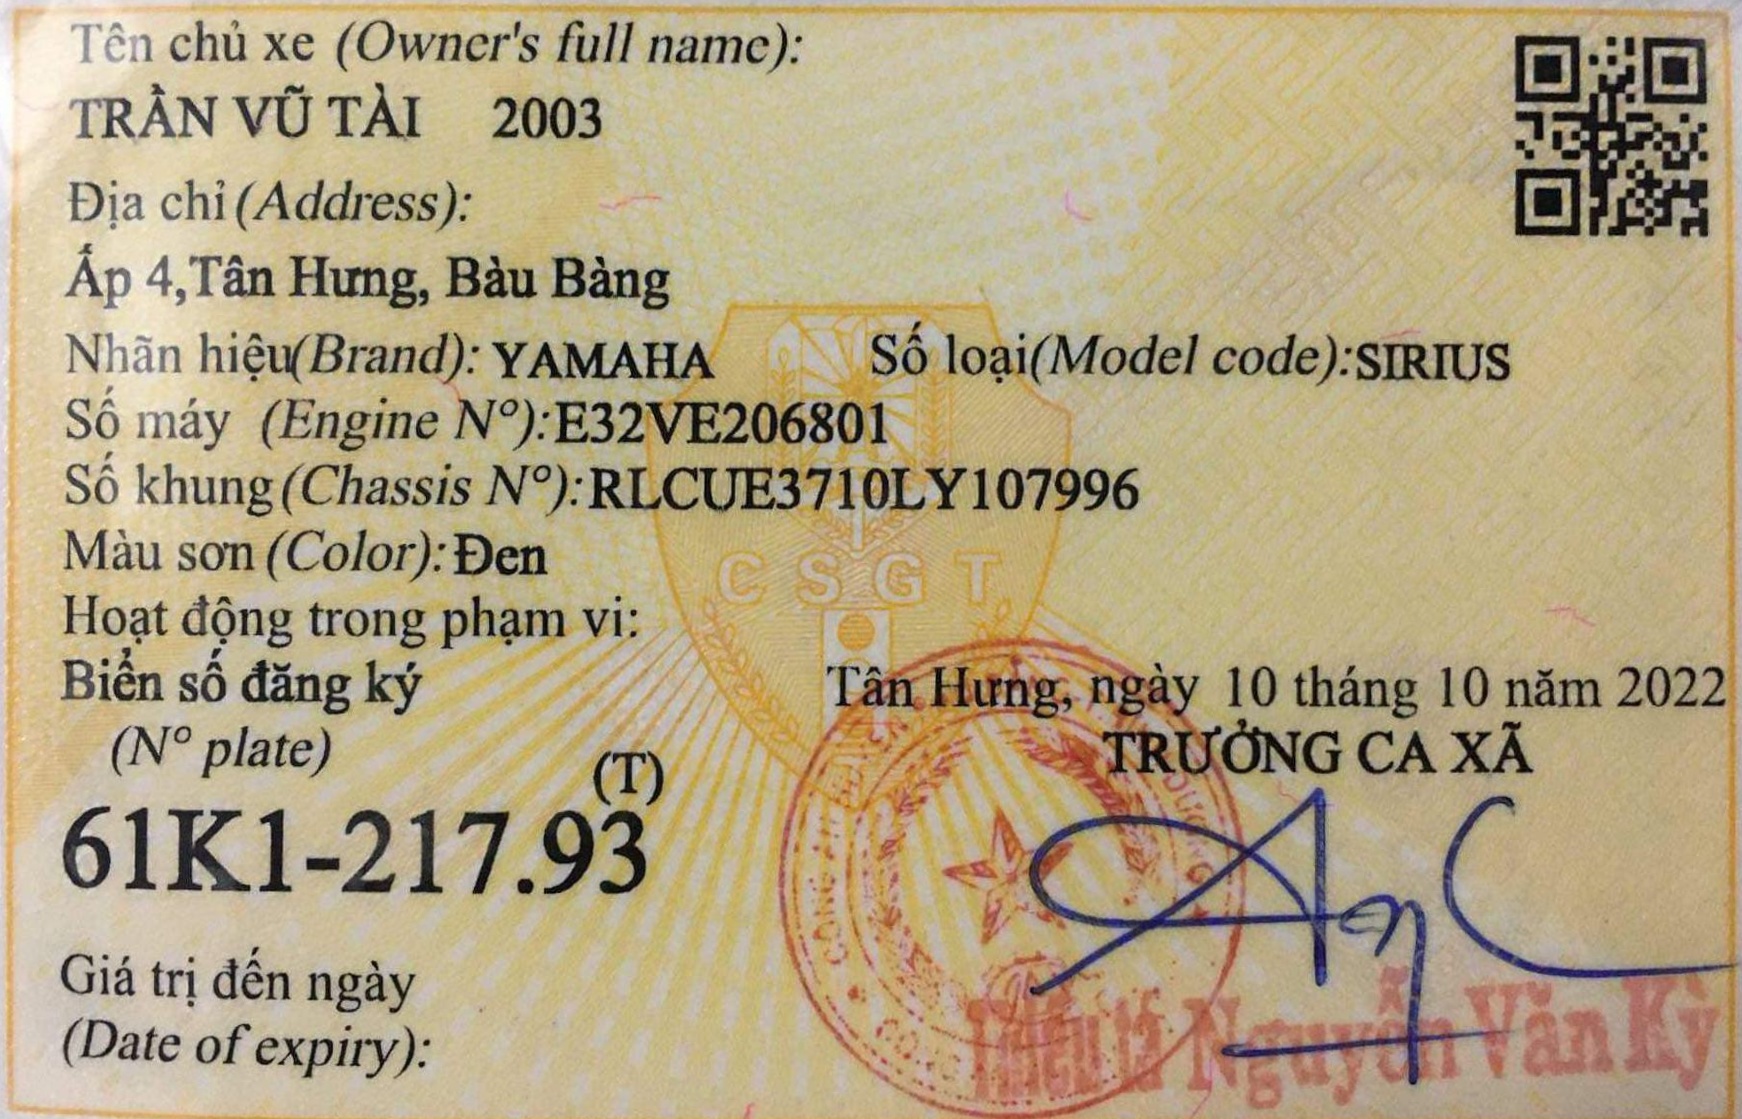 Tên chủ xe (Owner's full name):
TRẦN VŨ TÀI 2003
Địa chỉ (Address):
Ấp 4,Tân Hưng, Bàu Bàng
Nhãn hiệu(Brand): YAMAHA Số loại(Model code):SIRIUS
Số máy (Engine N°):E32VE206801
Số khung(Chassis N°):RLCUE3710LY107996
Màu sơn (Color):Đen
CSGT
Hoạt động trong phạm vi:
Biển số đăng ký
(N° plate)
Tân Hưng, ngày 10 tháng 10 năm 2022
TRƯỞNG CA XÃ
(T)
61K1-217.93
Giá trị đến ngày
(Date of expiry):
Nguyễn Văn Kỳ